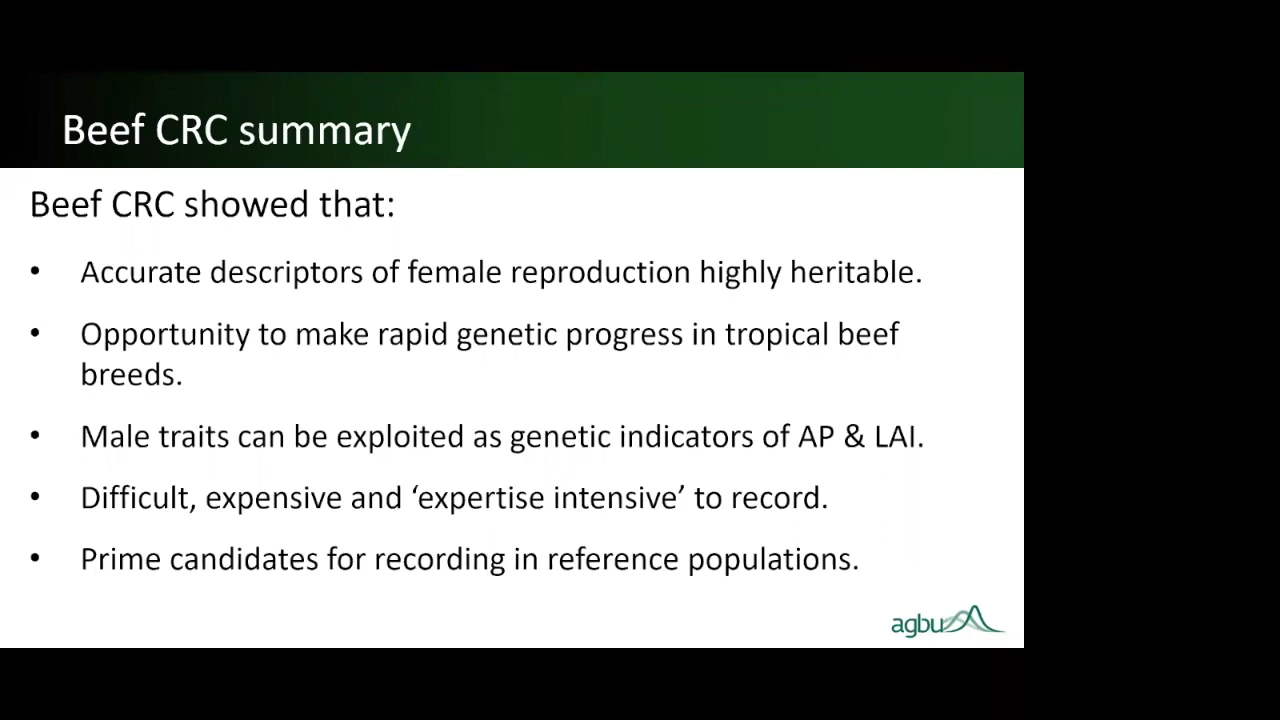 Beef CRC summary
Beef CRC showed that:
• Accurate descriptors of female reproduction highly heritable.
• Opportunity to make rapid genetic progress in tropical beef
breeds.
• Male traits can be exploited as genetic indicators of AP & LAI.
• Difficult, expensive and ‘expertise intensive’ to record.
• Prime candidates for recording in reference populations.
agbu